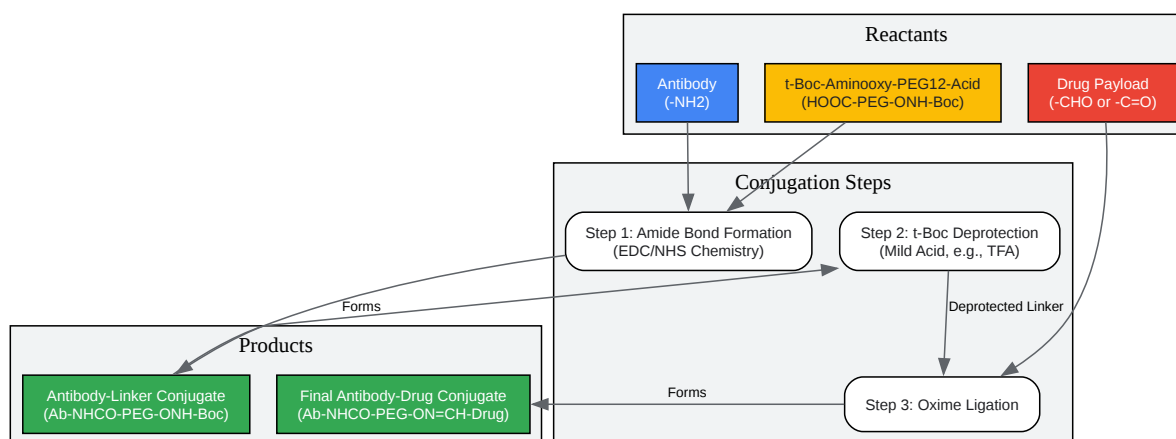 Reactants
Antibody
(-NH2)
t-Boc-Aminooxy-PEG12-Acid
(HOOC-PEG-ONH-Boc)
Drug Payload
(-CHO or -C=O)
Conjugation Steps
Step 1: Amide Bond Formation
(EDC/NHS Chemistry)
Step 2: t-Boc Deprotection
(Mild Acid, e.g., TFA)
Forms
Deprotected Linker
Products
Antibody-Linker Conjugate
(Ab-NHCO-PEG-ONH-Boc)
Final Antibody-Drug Conjugate
(Ab-NHCO-PEG-ON=CH-Drug)
Forms
Step 3: Oxime Ligation